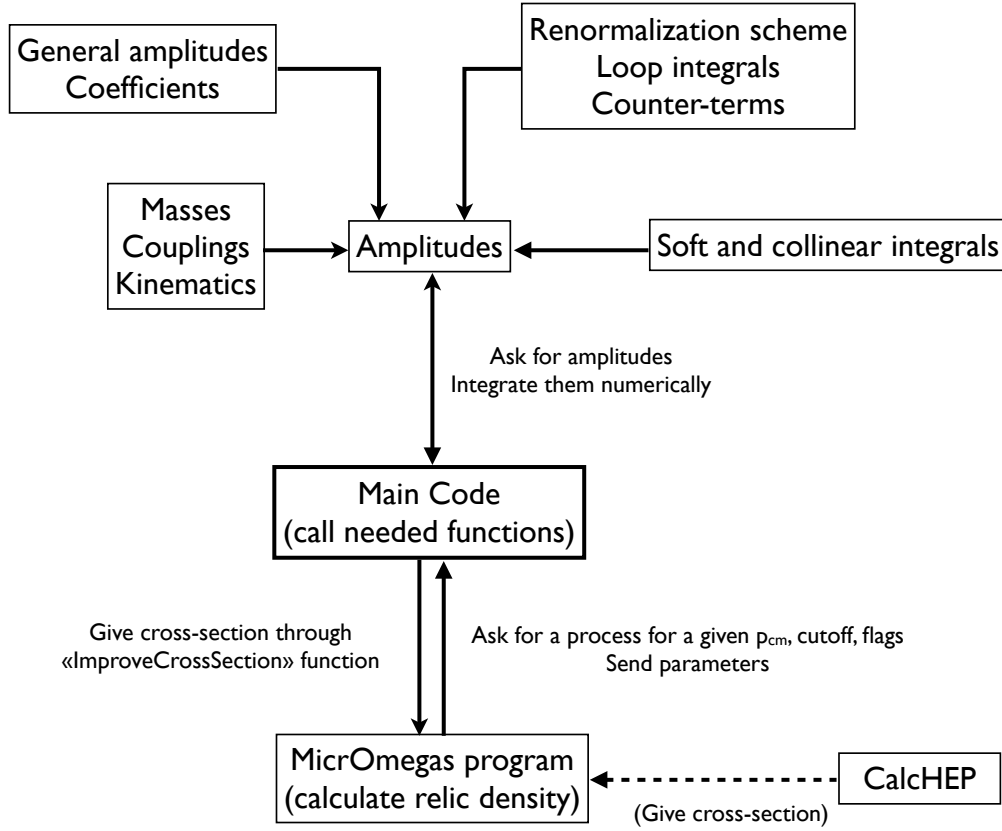 General amplitudes
Coefficients
Renormalization scheme
Loop integrals
Counter-terms
Masses
Couplings
Kinematics
Amplitudes
Soft and collinear integrals
Ask for amplitudes
Integrate them numerically
Main Code
(call needed functions)
Give cross-section through
«ImproveCrossSection» function
Ask for a process for a given pcm, cutoff, flags
Send parameters
MicrOmegas program
(calculate relic density)
CalcHEP
(Give cross-section)